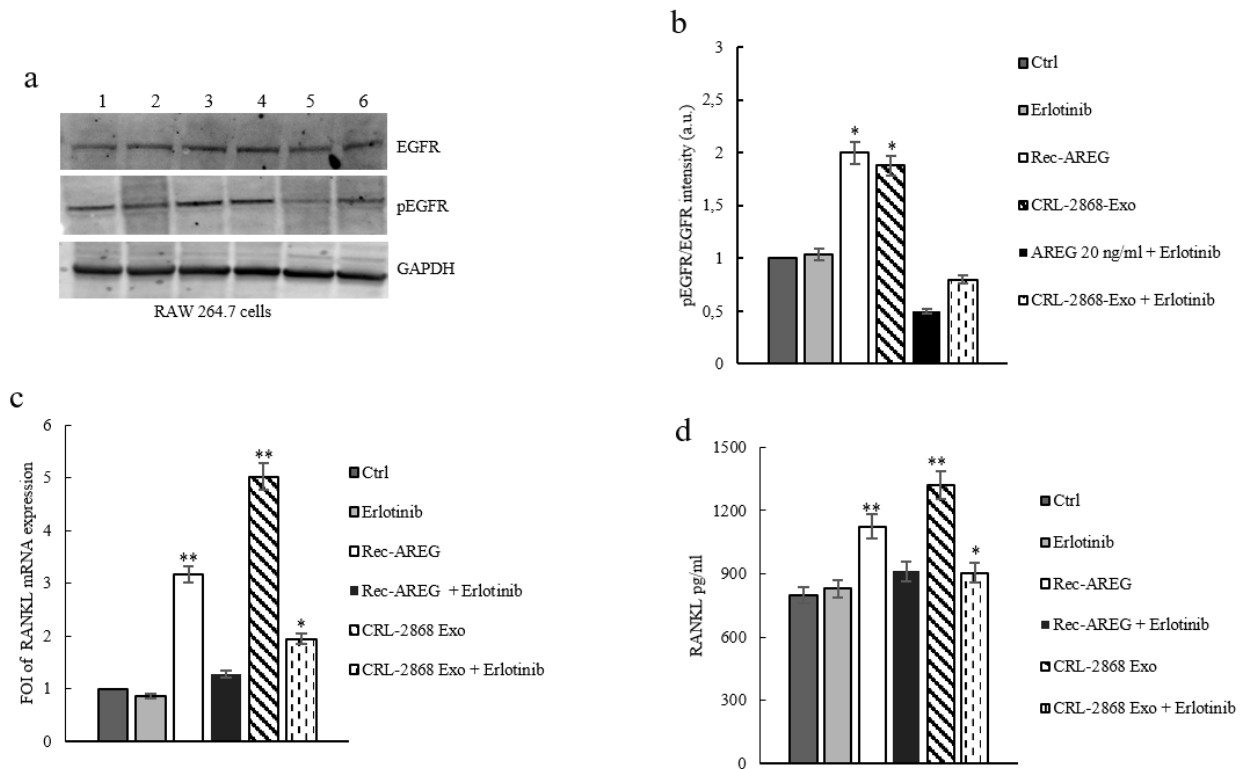 a
1 2 3 4 5 6
EGFR
pEGFR
GAPDH
RAW 264.7 cells
b
pEGFR/EGFR intensity (a.u.)
3
2,5
2
1,5
1
0,5
0
*
*
Ctrl
Erlotinib
Rec-AREG
CRL-2868-Exo
AREG 20 ng/ml + Erlotinib
CRL-2868-Exo + Erlotinib
c
FOI of RANKL mRNA expression
6
5
4
3
2
1
0
**
**
*
Ctrl
Erlotinib
Rec-AREG
Rec-AREG + Erlotinib
CRL-2868 Exo
CRL-2868 Exo + Erlotinib
d
RANKL pg/ml
1500
1200
900
600
300
0
**
**
*
Ctrl
Erlotinib
Rec-AREG
Rec-AREG + Erlotinib
CRL-2868 Exo
CRL-2868 Exo + Erlotinib